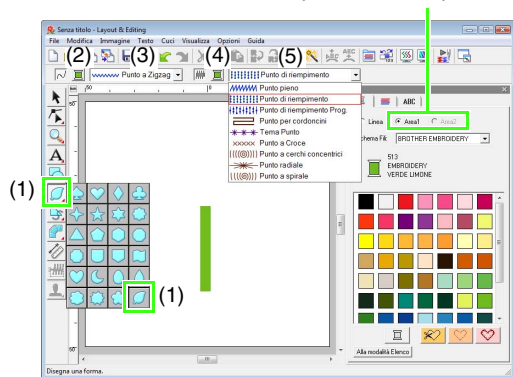 Senza titolo - Layout & Editing
File Modifica Immagine Testo Cuci Visualizza Opzioni Guida
(2) (3) (4) (5)
Punto a Zigzag
Punto di riempimento
Punto pieno
Punto di riempimento
Punto di riempimento Prog.
Punto per cordoncini
Tema Punto
Punto a Croce
Punto a cerchi concentrici
Punto radiale
Punto a spirale
ABC
Linea Area1 Area2
BROTHER EMBROIDERY
513
EMBROIDERY
VERDE LIMONE
(1)
(1)
Alla modalità Elenco
Disegna una forma.